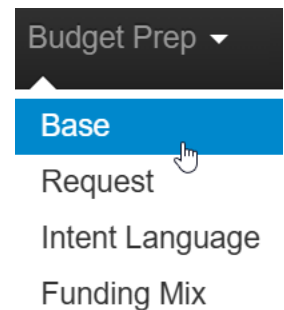 Budget Prep
Base
Request
Intent Language
Funding Mix